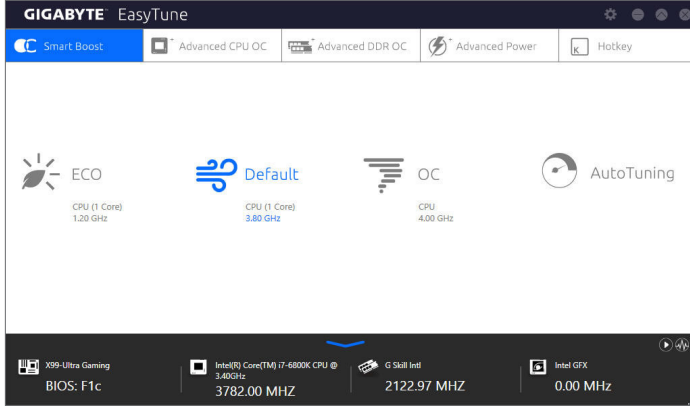 GIGABYTE™ EasyTune
Smart Boost
Advanced CPU OC
Advanced DDR OC
Advanced Power
K
Hotkey
ECO
CPU (1 Core)
1.20 GHz
Default
CPU (1 Core)
3.80 GHz
OC
CPU
4.00 GHz
AutoTuning
X99-Ultra Gaming
BIOS: F1c
Intel(R) Core(TM) i7-6800K CPU @
3.40GHz
3782.00 MHZ
G Skill Intl
2122.97 MHZ
Intel GFX
0.00 MHz